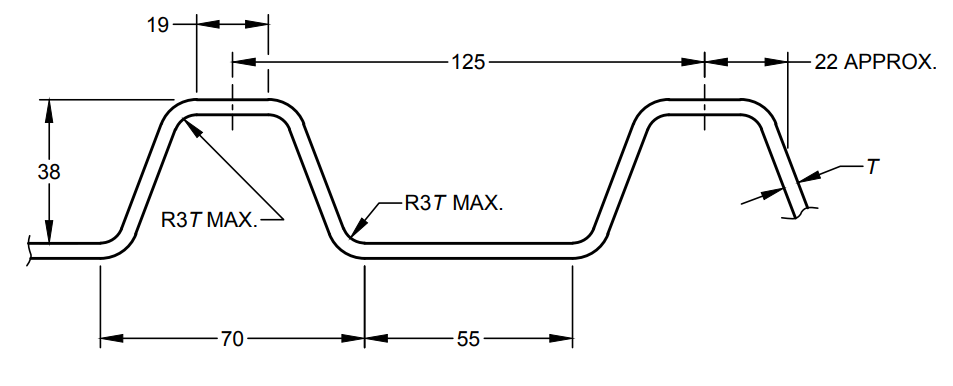 19
125
22 APPROX.
38
T
R3T MAX.
R3T MAX.
70
55